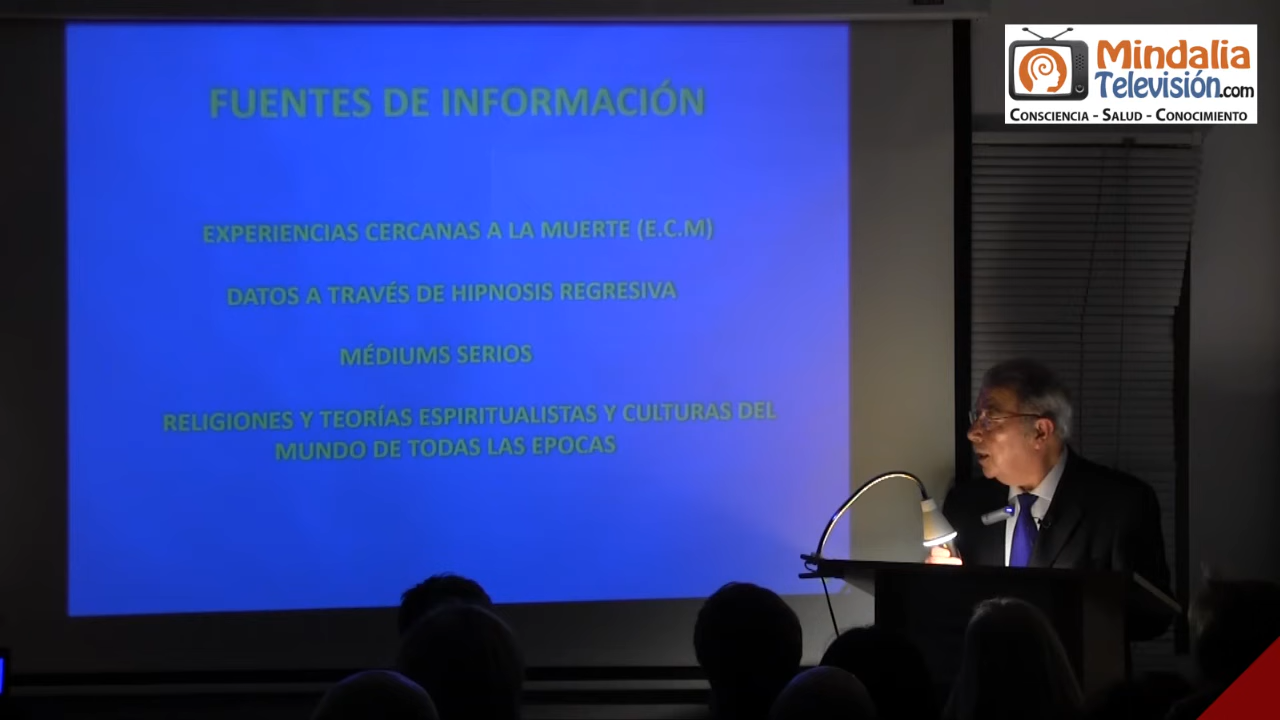 FUENTES DE INFORMACIÓN
EXPERIENCIAS CERCANAS A LA MUERTE (E.C.M)
DATOS A TRAVÉS DE HIPNOSIS REGRESIVA
MÉDIUMS SERIOS
RELIGIONES Y TEORÍAS ESPIRITUALISTAS Y CULTURAS DEL
MUNDO DE TODAS LAS EPOCAS
Mindalia
Televisión.com
CONSCIENCIA - SALUD - CONOCIMIENTO